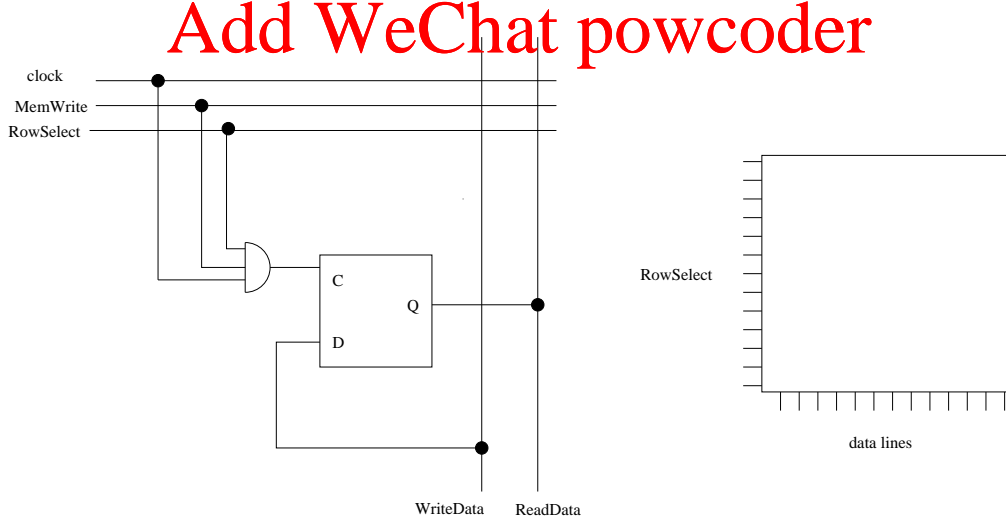 Add WeChat powcoder
clock
MemWrite
RowSelect
C
Q
D
RowSelect
data lines
WriteData
ReadData